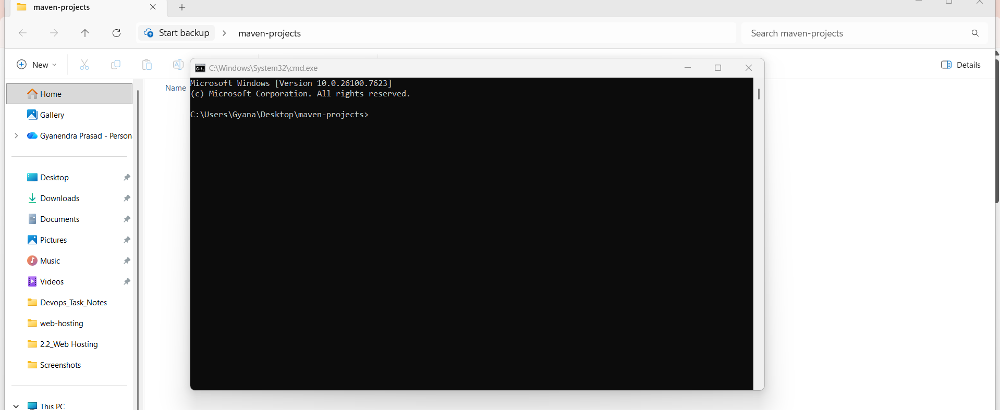 maven-projects
Start backup > maven-projects
Search maven-projects
New
Details
Name
C:\Windows\System32\cmd.exe
Microsoft Windows [Version 10.0.26100.7623]
(c) Microsoft Corporation. All rights reserved.
C:\Users\Gyana\Desktop\maven-projects>
Home
Gallery
Gyanendra Prasad - Person
Desktop
Downloads
Documents
Pictures
Music
Videos
Devops_Task_Notes
web-hosting
2.2_Web Hosting
Screenshots
This PC